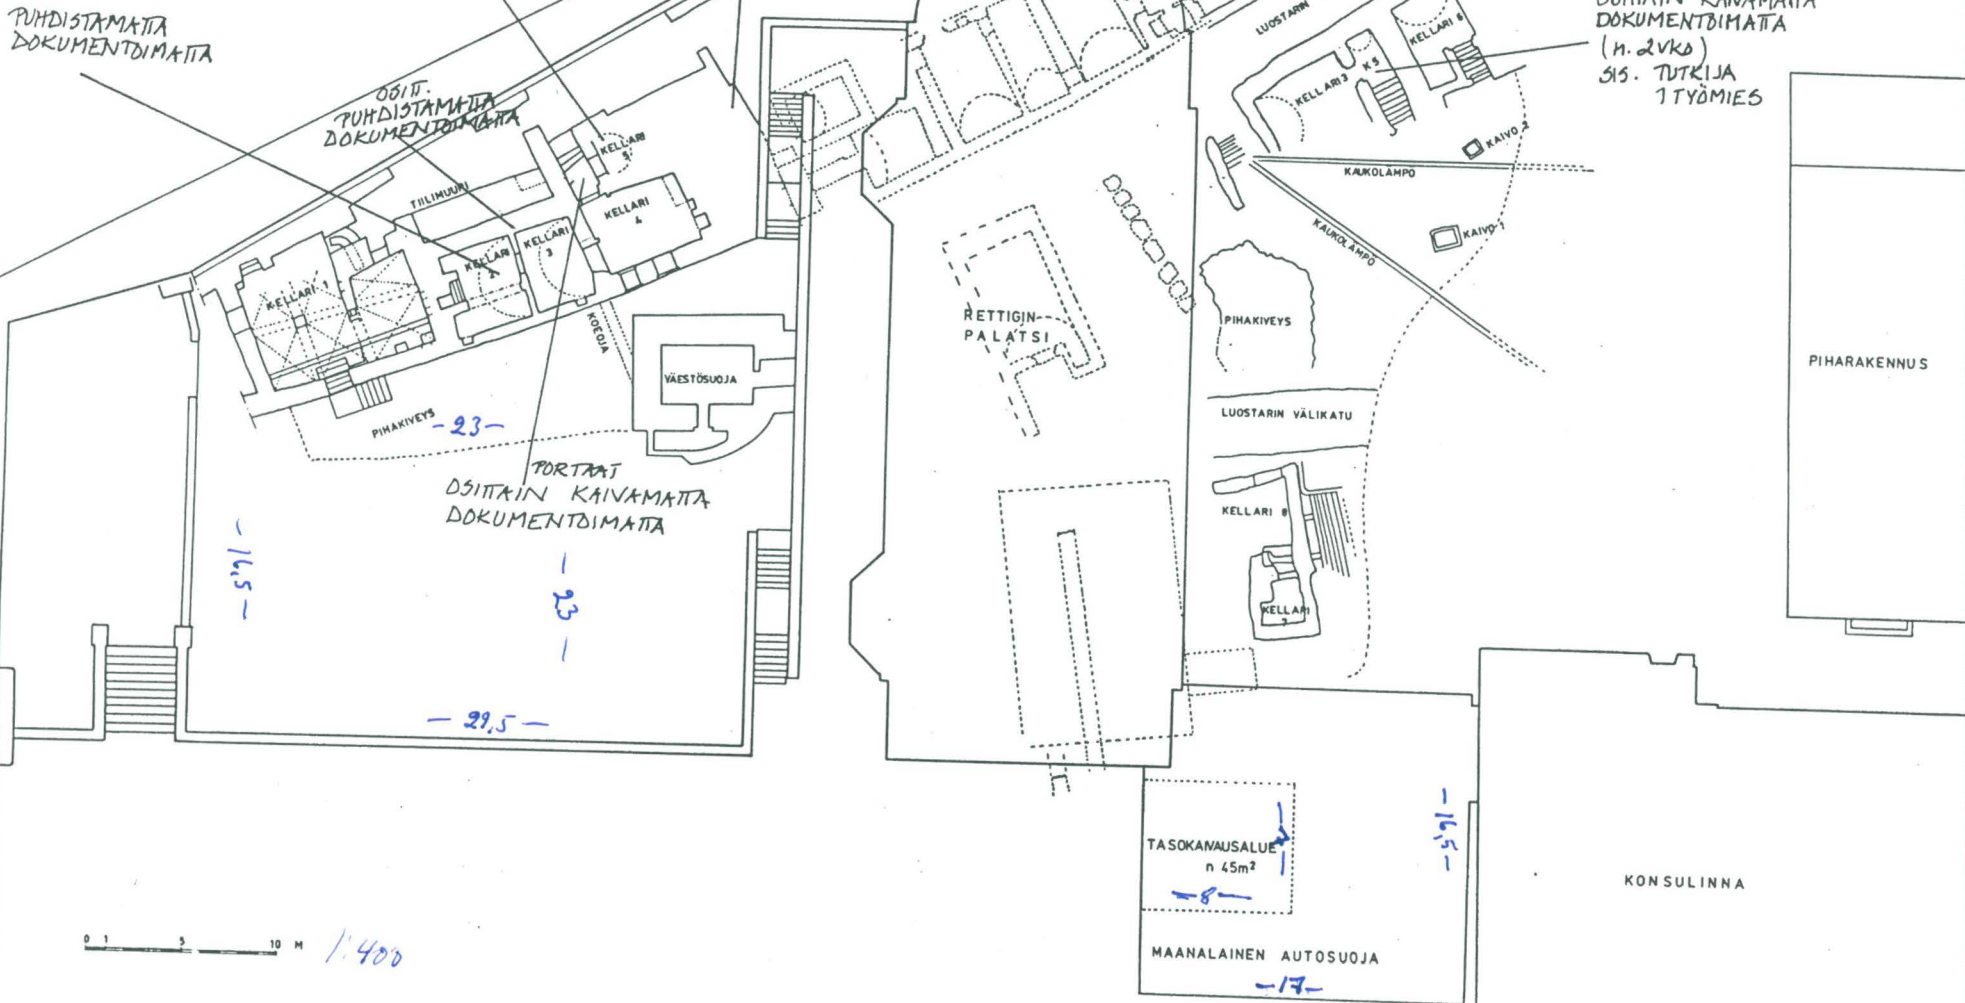 PUHDISTAMATTA
DOKUMENTOIMATTA
OSITT.
PUHDISTAMATTA
DOKUMENTOIMATTA
TIILIMUURI
KELLARI 1
KELLARI
2
KELLARI
3
KELLARI
4
KELLARI
5
KOEOJA
VÄESTÖSUOJA
PIHAKIVEYS
-23-
PORTAAT
OSITTAIN KAIVAMATTA
DOKUMENTOIMATTA
-16,5-
-23-
-29,5-
RETTIGIN-
PALATSI
LUOSTARIN
KELLARI 3
K 5
KELLARI 6
DOKUMENTOIMATTA
(n. 2VKO)
SIS. TUTKIJA
1 TYÖMIES
KAIVO 2
KAUKOLÄMPÖ
KAUKOLÄMPÖ
KAIVO 1
PIHAKIVEYS
LUOSTARIN VÄLIKATU
KELLARI 8
KELLARI
7
PIHARAKENNUS
TASOKAIVAUSALUE
n 45m²
-8-
-16,5-
MAANALAINEN AUTOSUOJA
-17-
KONSULINNA
0 1 5 10 M
1:400